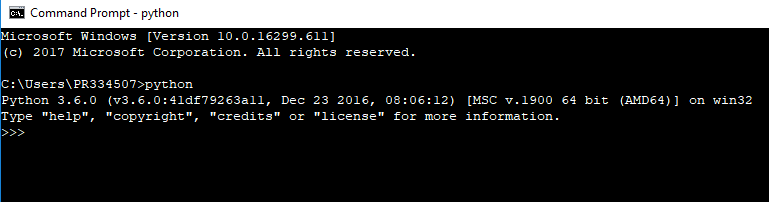 Command Prompt - python
Microsoft Windows [Version 10.0.16299.611]
(c) 2017 Microsoft Corporation. All rights reserved.
C:\Users\PR334507>python
Python 3.6.0 (v3.6.0:41df79263a11, Dec 23 2016, 08:06:12) [MSC v.1900 64 bit (AMD64)] on win32
Type "help", "copyright", "credits" or "license" for more information.
>>>